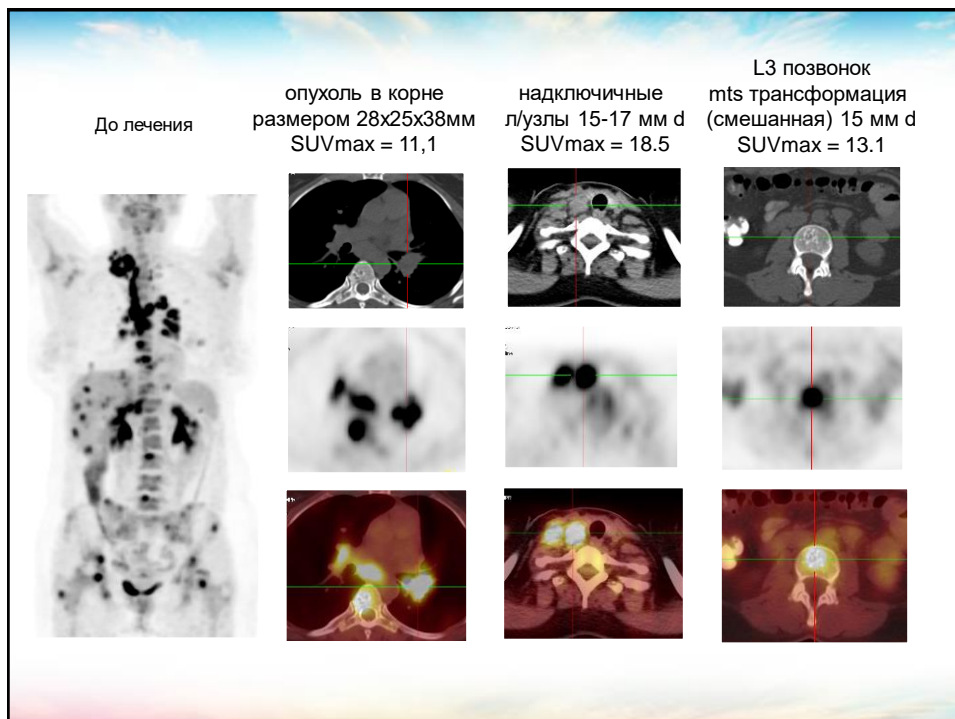 До лечения
опухоль в корне
размером 28x25x38мм
SUVmax = 11,1
надключичные
л/узлы 15-17 мм d
SUVmax = 18.5
L3 позвонок
mts трансформация
(смешанная) 15 мм d
SUVmax = 13.1